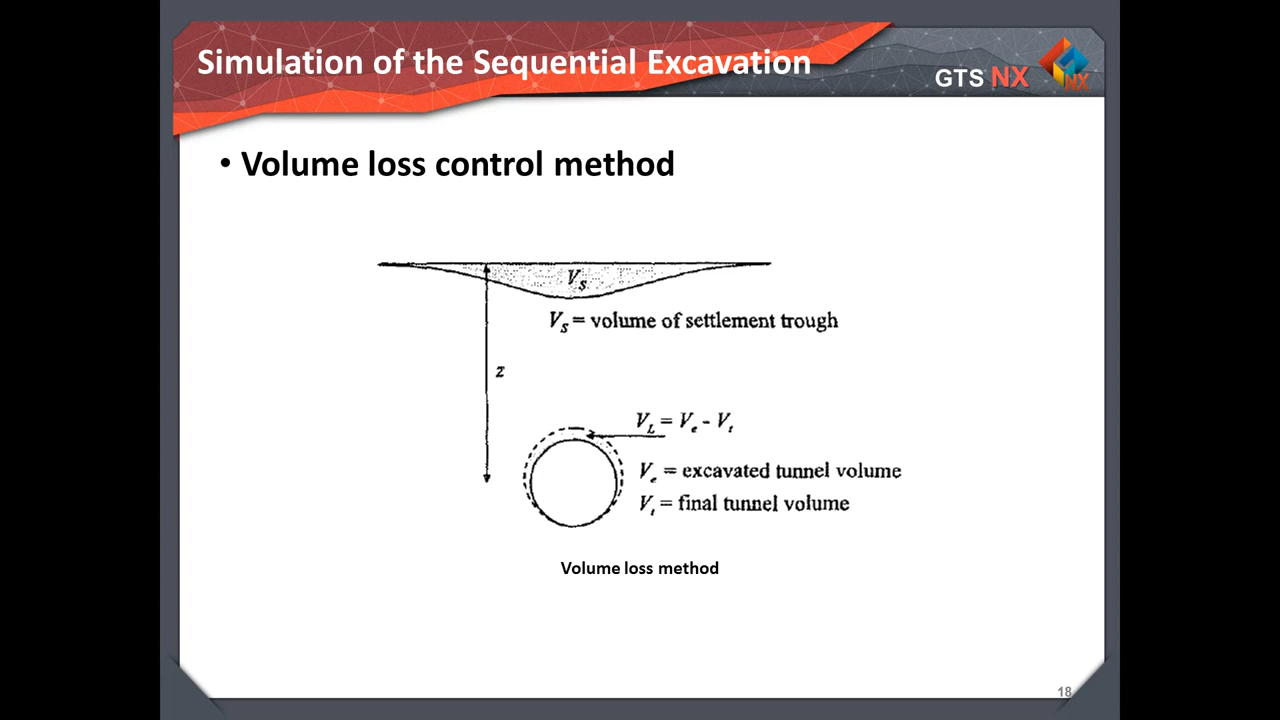 Simulation of the Sequential Excavation
GTS NX
NX
• Volume loss control method
Vs
Vs = volume of settlement trough
z
VL = Ve - Vt
Ve = excavated tunnel volume
Vt = final tunnel volume
Volume loss method
18